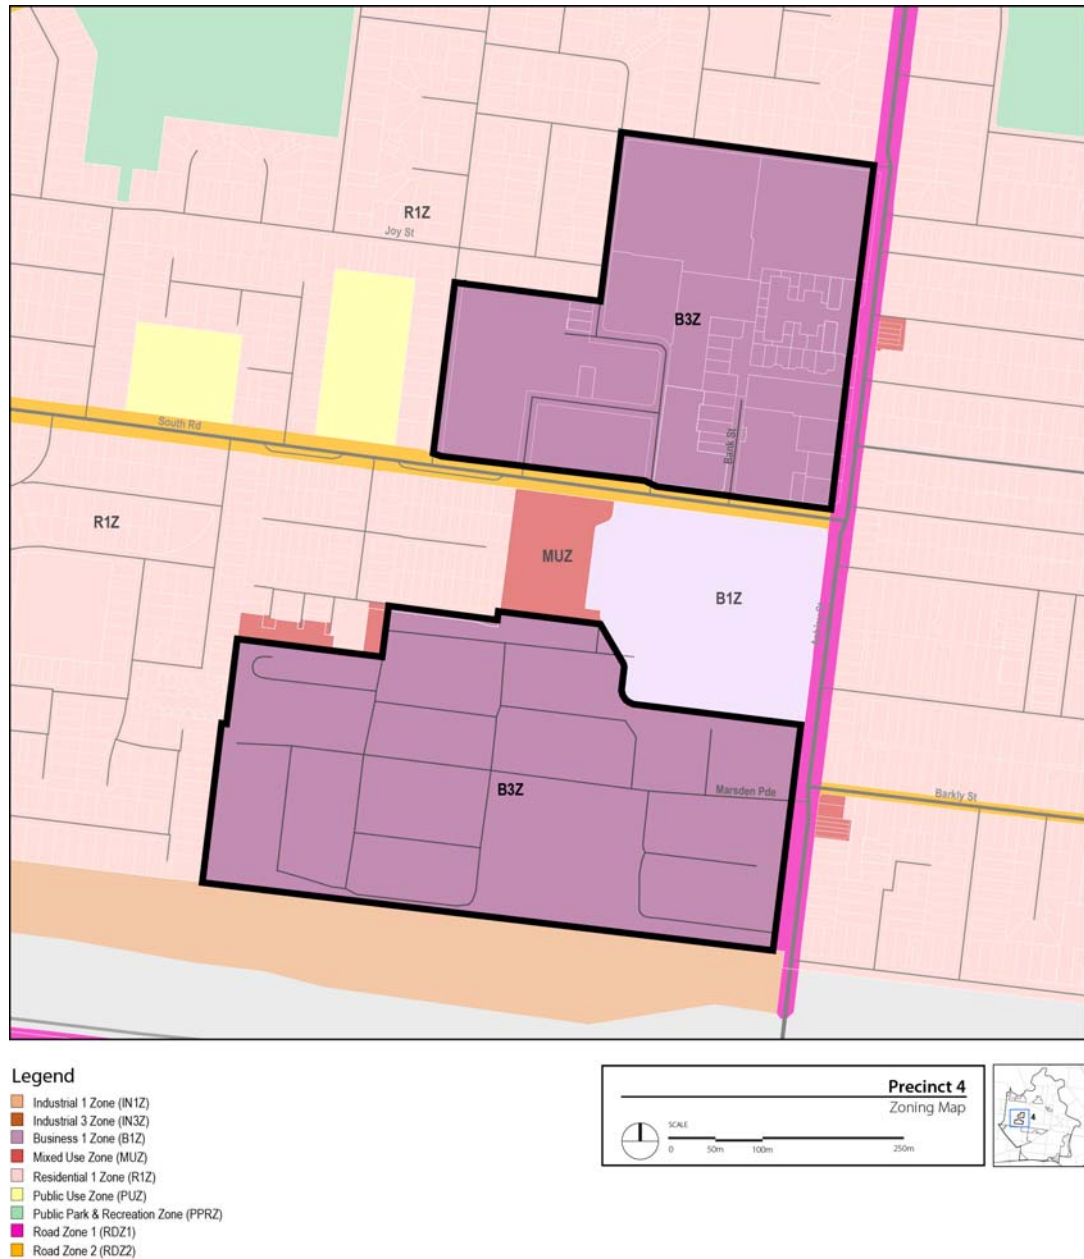 R1Z
Joy St
B3Z
South Rd
Bank St
R1Z
MUZ
B1Z
B3Z
Marsden Pde
Barkly St
Legend
Industrial 1 Zone (IN1Z)
Industrial 3 Zone (IN3Z)
Business 1 Zone (B1Z)
Mixed Use Zone (MUZ)
Residential 1 Zone (R1Z)
Public Use Zone (PUZ)
Public Park & Recreation Zone (PPRZ)
Road Zone 1 (RDZ1)
Road Zone 2 (RDZ2)
Precinct 4
Zoning Map
SCALE
0 50m 100m 250m
4